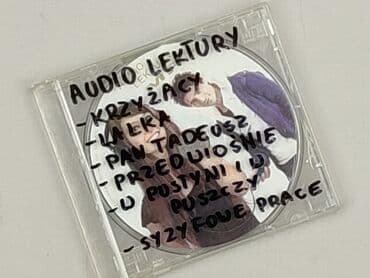 AUDIO LEKTURY
- KRZYŻACY
- LALKA
- PAN TADEUSZ
- PRZEDWIOŚNIE
- W PUSTYNI I W
PUSZCZY
- SYZYFOWE PRACE